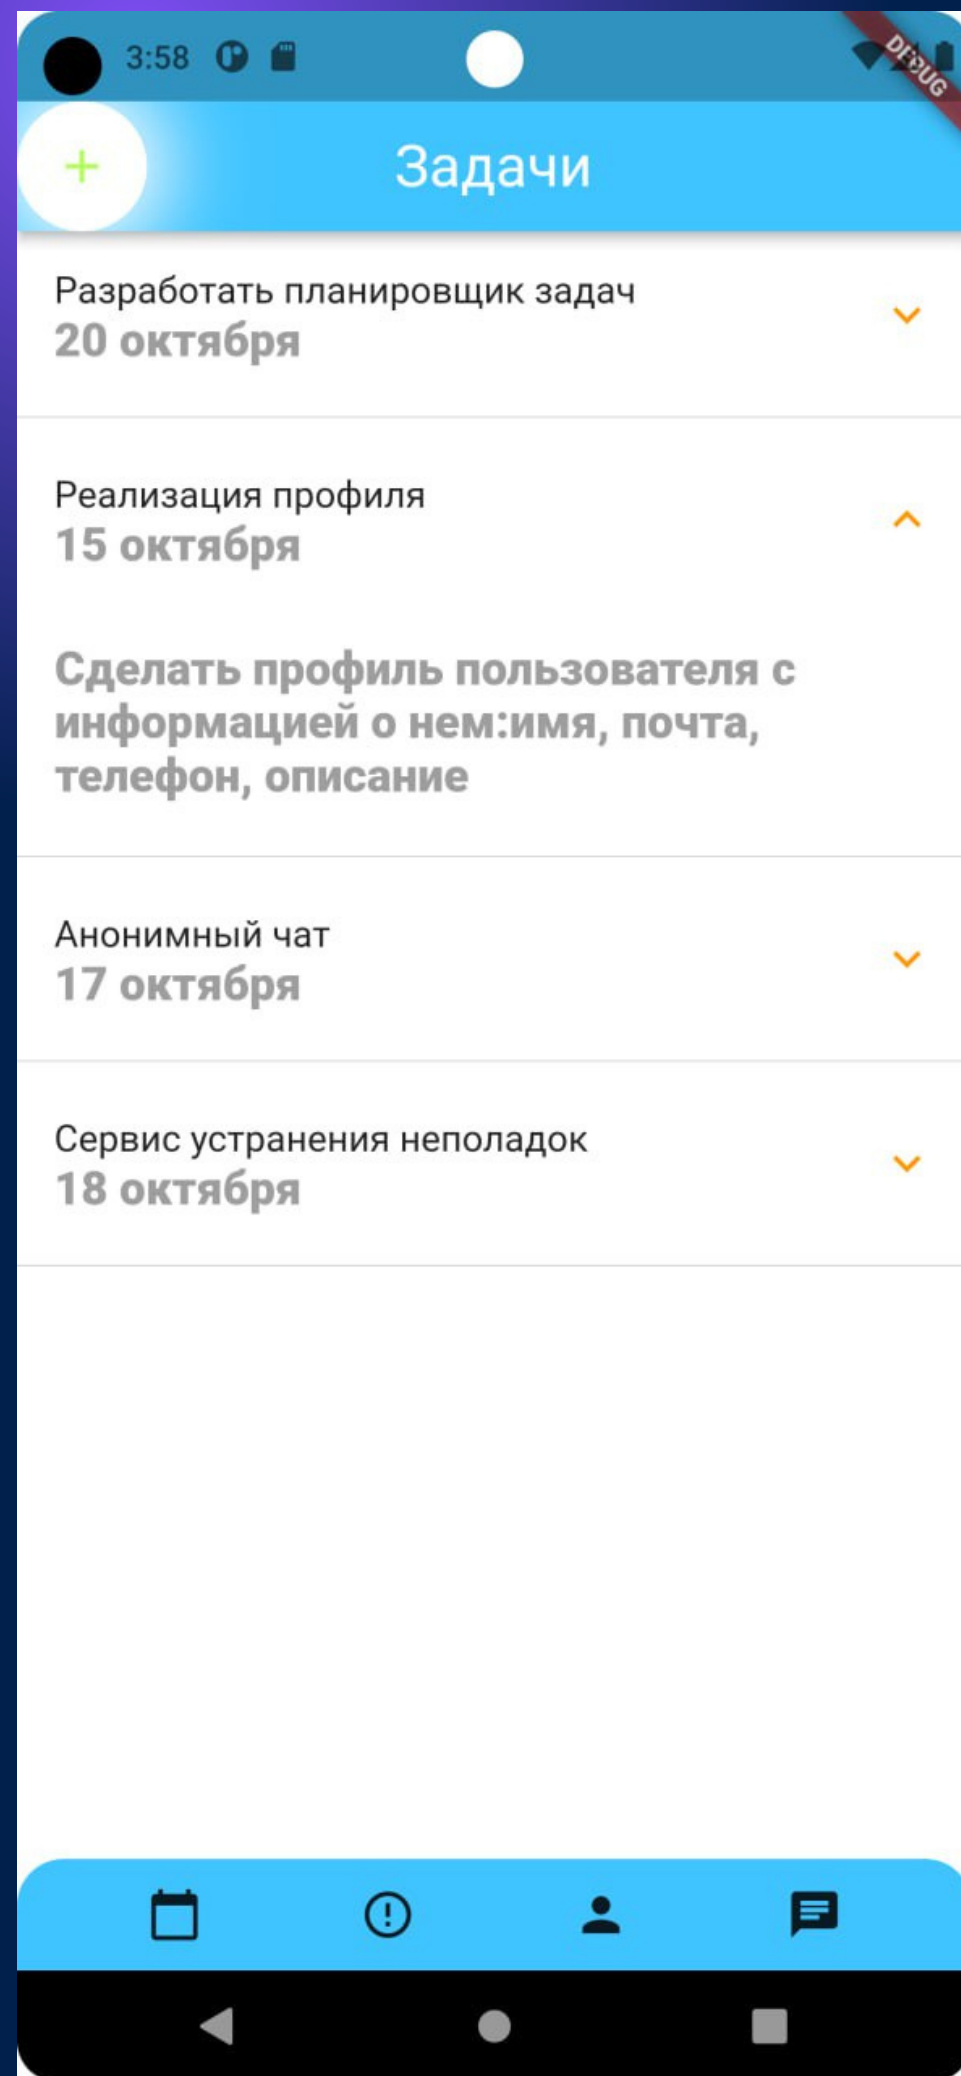 3:58
DEBUG
Задачи
Разработать планировщик задач
20 октября
Реализация профиля
15 октября
Сделать профиль пользователя с
информацией о нем:имя, почта,
телефон, описание
Анонимный чат
17 октября
Сервис устранения неполадок
18 октября